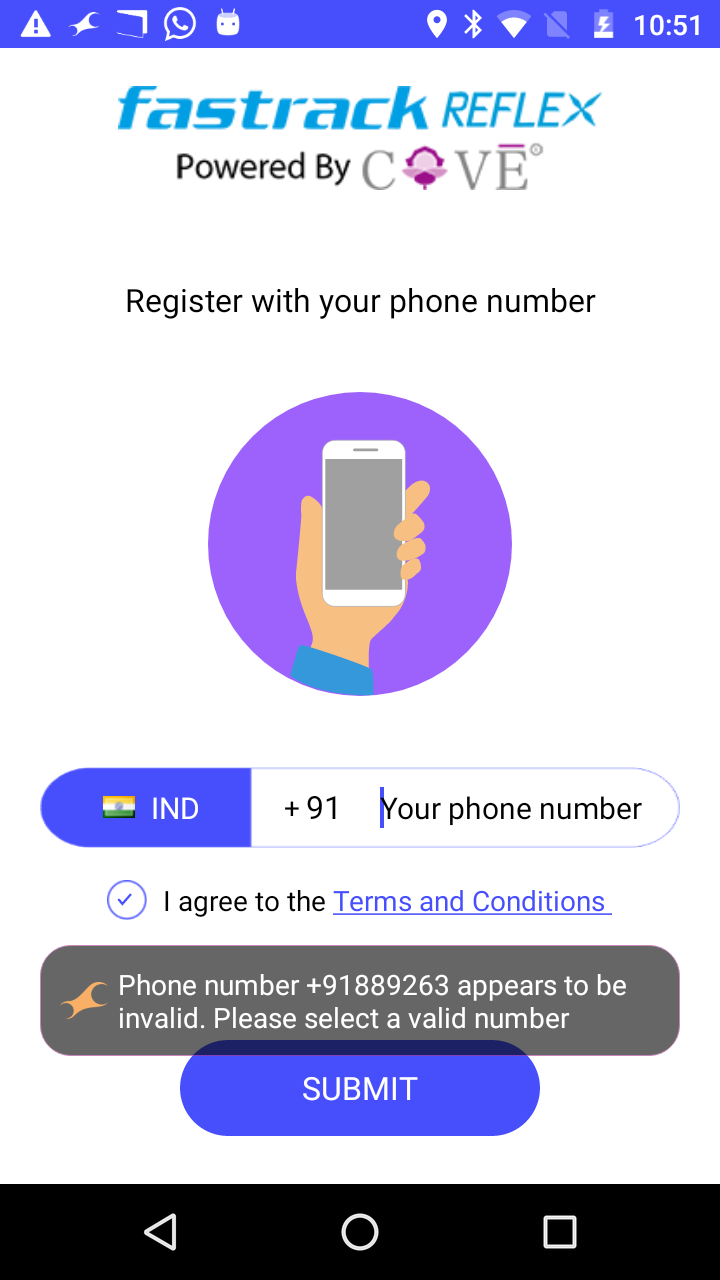 10:51
fastrack REFLEX
Powered By COVĒ®
Register with your phone number
IND + 91 Your phone number
I agree to the Terms and Conditions
Phone number +91889263 appears to be
invalid. Please select a valid number
SUBMIT